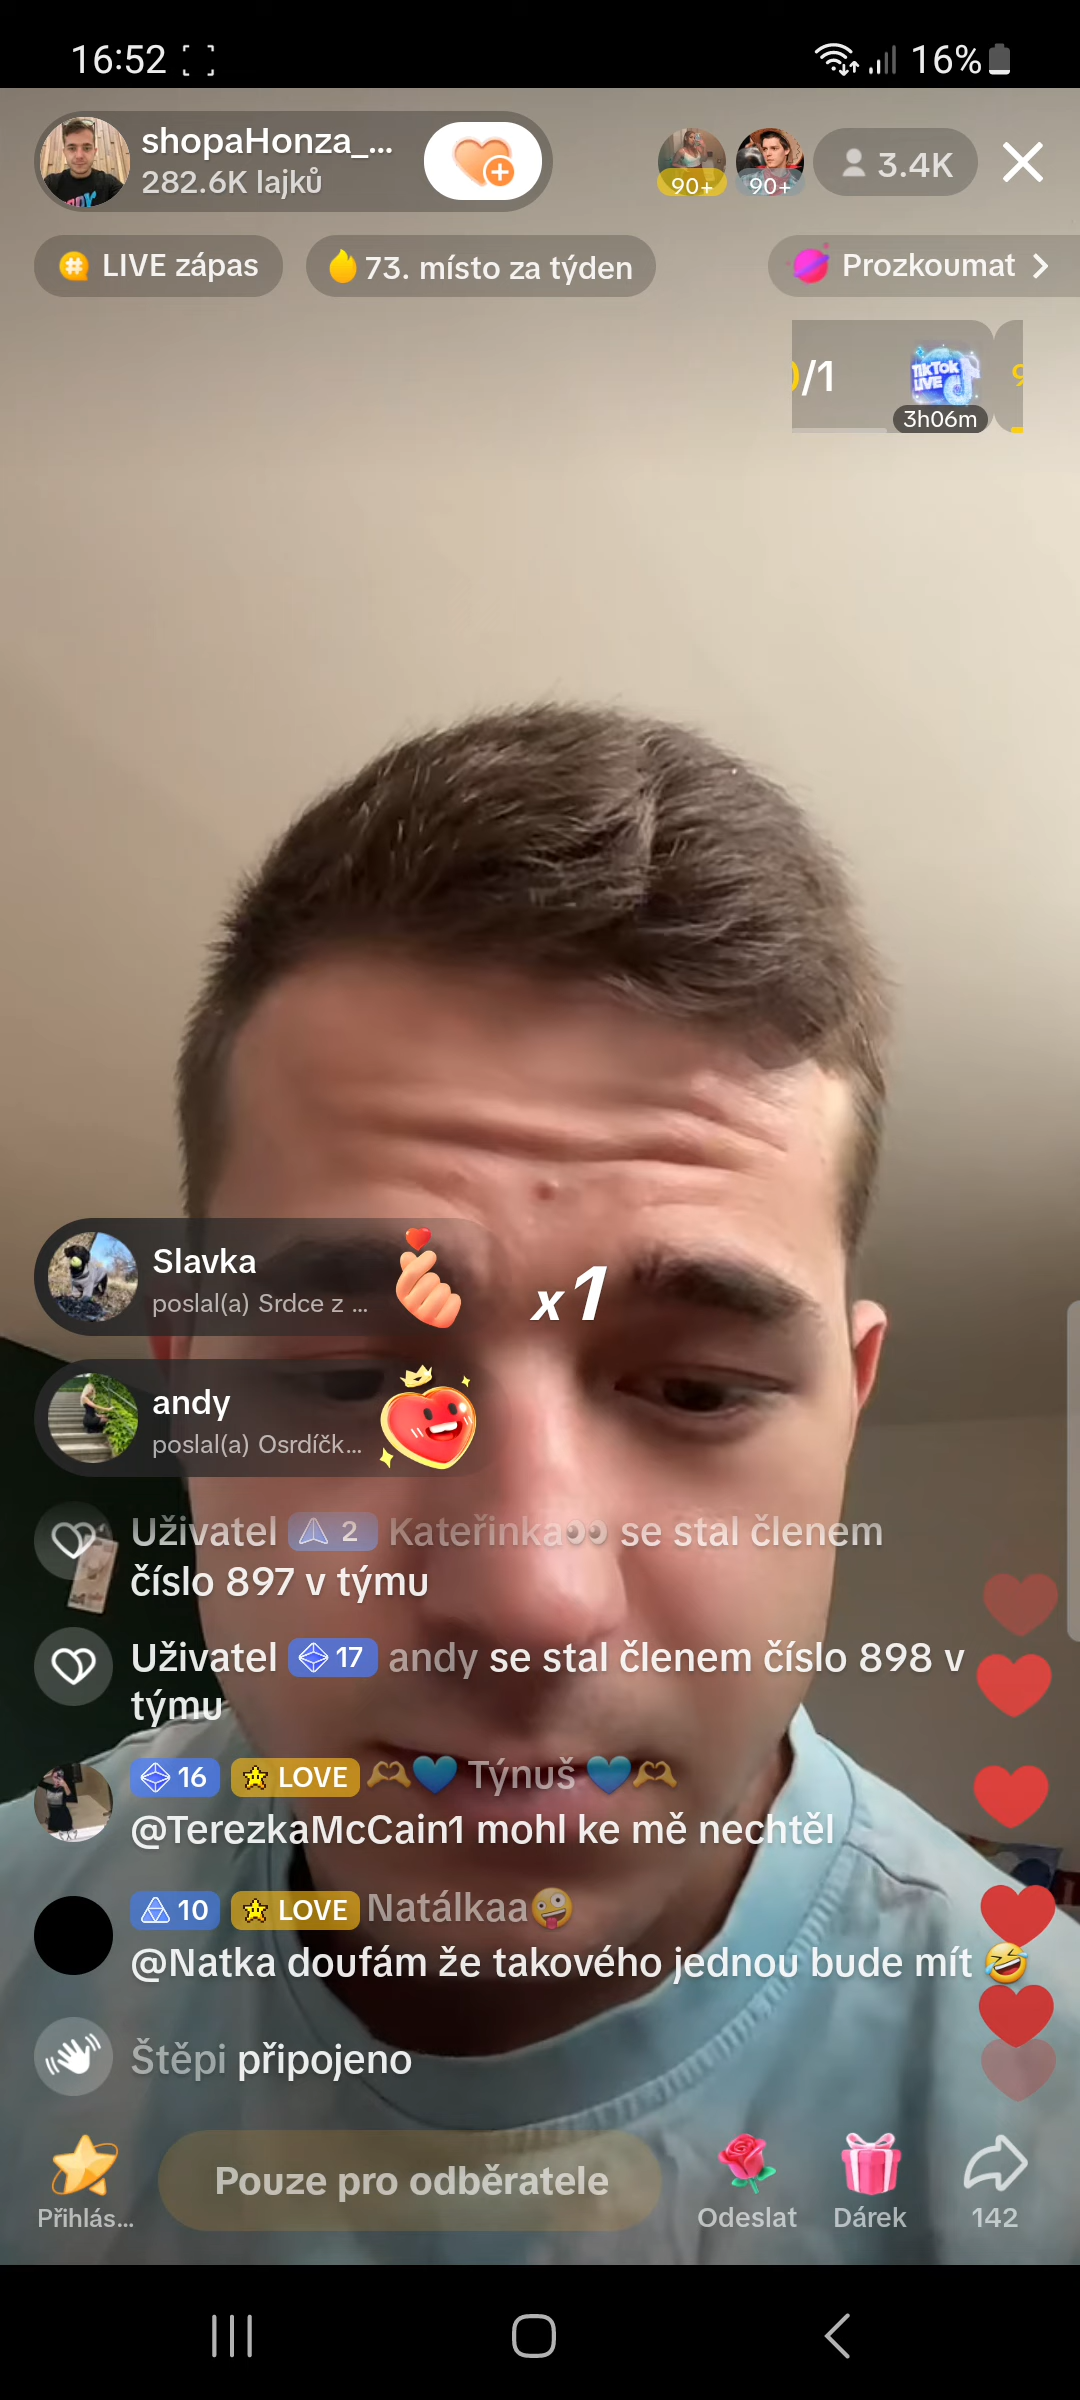 16:52
16%
shopaHonza_...
282.6K lajků
90+
90+
3.4K
LIVE zápas
73. místo za týden
Prozkoumat
/1
TikTok
LIVE
3h06m
Slavka
poslal(a) Srdce z ...
x1
andy
poslal(a) Osrdíčk...
Uživatel 2 Kateřinka👀 se stal členem
číslo 897 v týmu
Uživatel 17 andy se stal členem číslo 898 v
týmu
16 LOVE 🫶💙 Týnuš 💙🫶
@TerezkaMcCain1 mohl ke mě nechtěl
10 LOVE Natálkaa🤪
@Natka doufám že takového jednou bude mít 🤣
Štěpi připojeno
Přihlás...
Pouze pro odběratele
Odeslat
Dárek
142